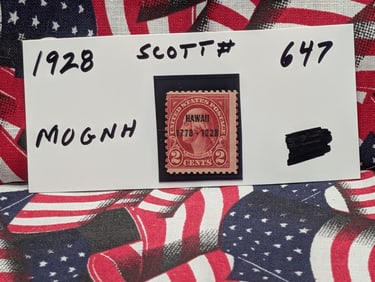 1928 SCOTT# 647
MOGNH
UNITED STATES POSTAGE
HAWAII
1778 - 1928
2 CENTS 2